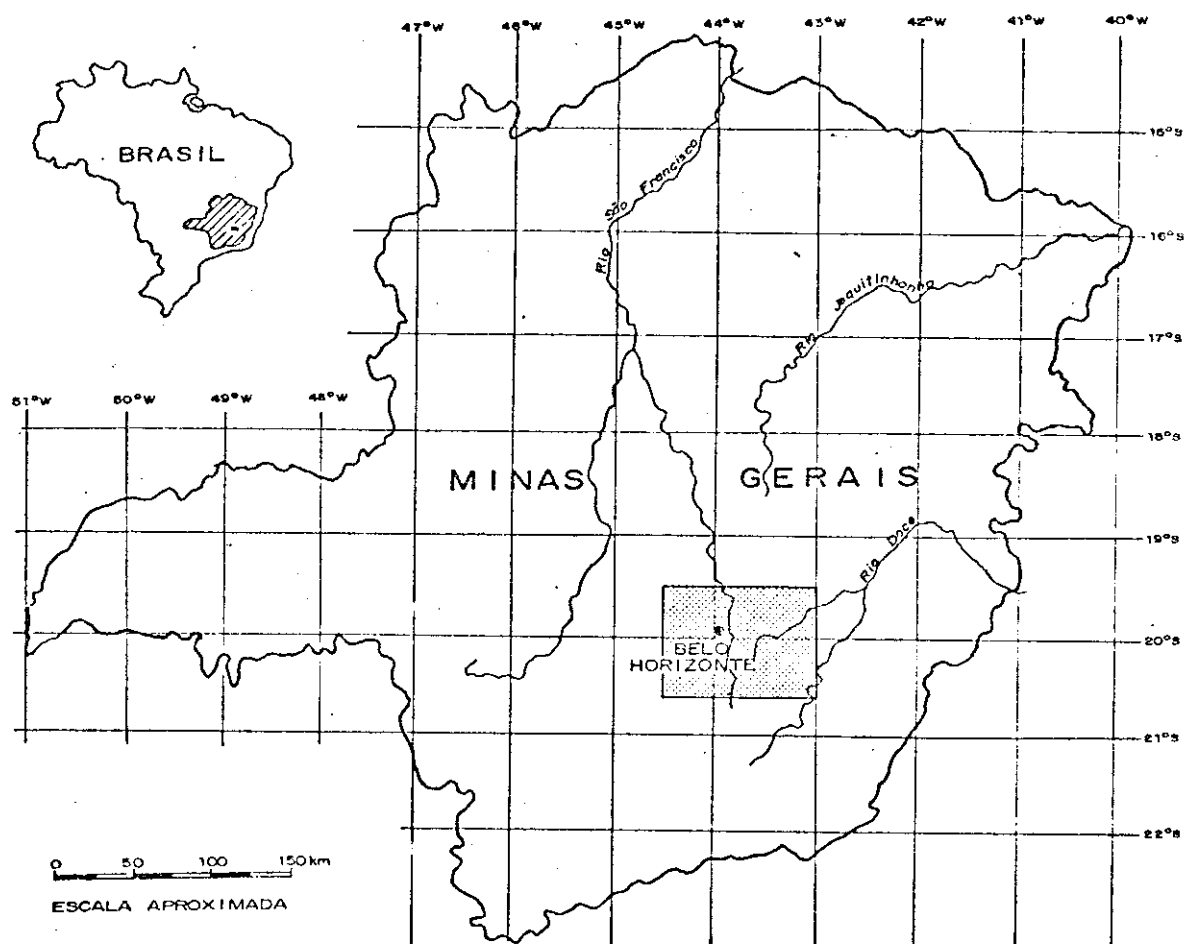 47°W 46°W 45°W 44°W 43°W 42°W 41°W 40°W
BRASIL
15°S
16°S
17°S
18°S
19°S
20°S
21°S
22°S
51°W 50°W 49°W 48°W
Rio São Francisco
Rio Jequitinhonha
MINAS GERAIS
Rio Doce
BELO
HORIZONTE
0 50 100 150 km
ESCALA APROXIMADA